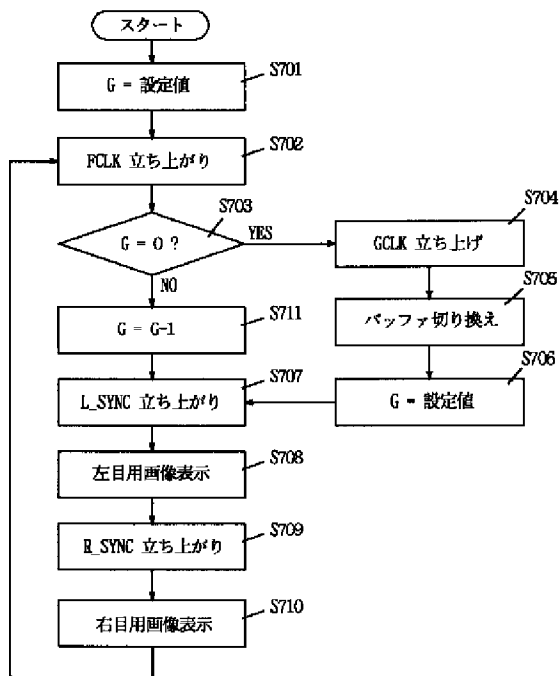 スタート
G = 設定値
S701
FCLK 立ち上がり
S702
G = 0 ?
S703
YES
NO
GCLK 立ち上げ
S704
バッファ切り換え
S705
G = 設定値
S706
G = G-1
S711
L_SYNC 立ち上がり
S707
左目用画像表示
S708
R_SYNC 立ち上がり
S709
右目用画像表示
S710